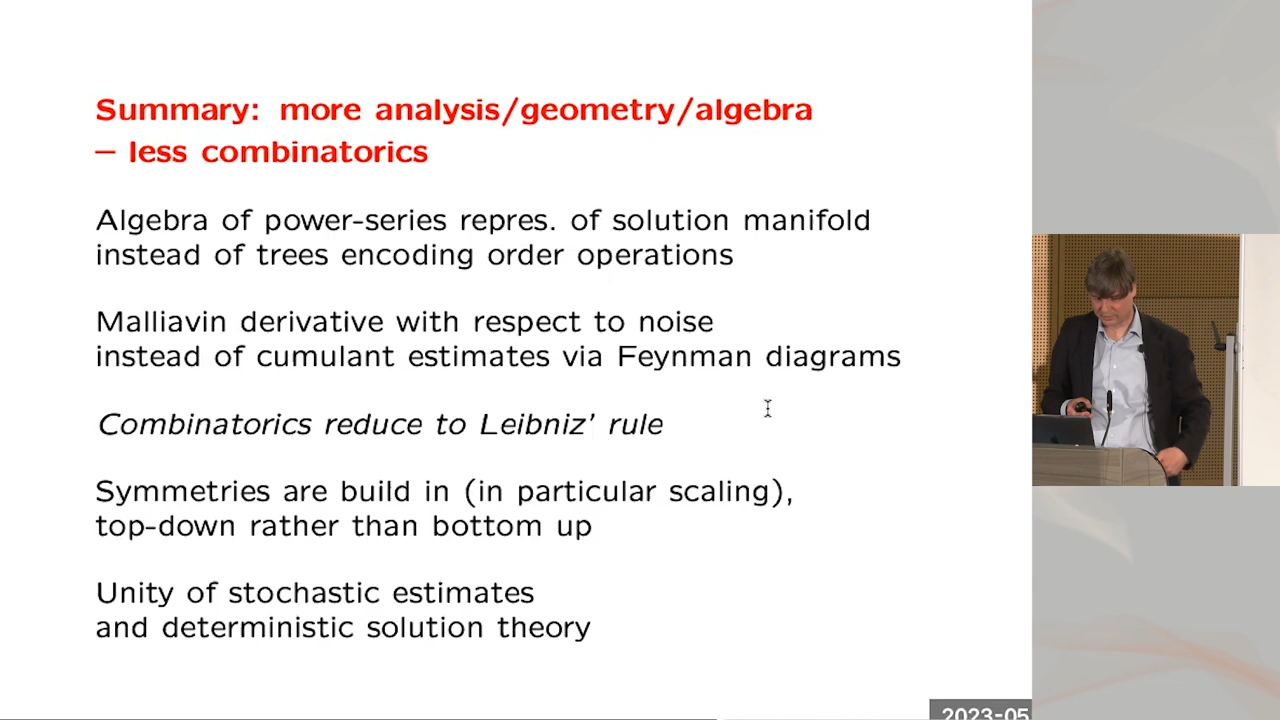 Summary: more analysis/geometry/algebra
– less combinatorics
Algebra of power-series repres. of solution manifold
instead of trees encoding order operations
Malliavin derivative with respect to noise
instead of cumulant estimates via Feynman diagrams
Combinatorics reduce to Leibniz' rule
Symmetries are build in (in particular scaling),
top-down rather than bottom up
Unity of stochastic estimates
and deterministic solution theory
2023-05